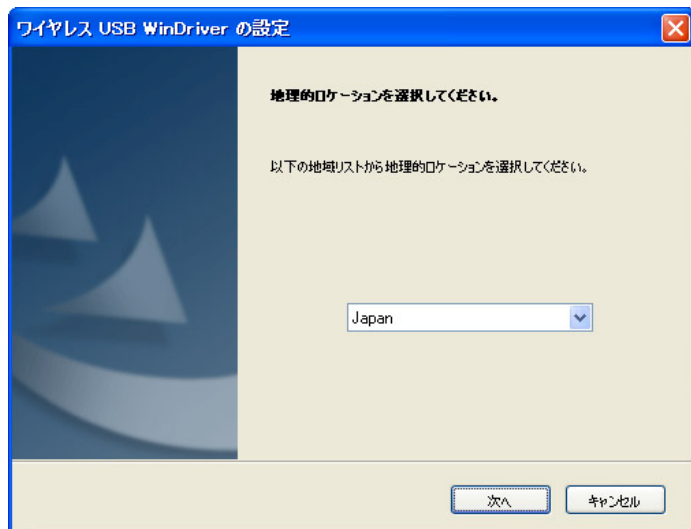 ワイヤレス USB WinDriver の設定
地理的ロケーションを選択してください。
以下の地域リストから地理的ロケーションを選択してください。
Japan
次へ
キャンセル